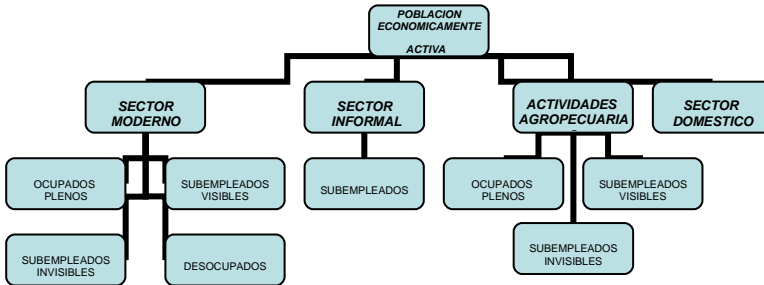 POBLACION
ECONOMICAMENTE
ACTIVA
SECTOR
MODERNO
SECTOR
INFORMAL
ACTIVIDADES
AGROPECUARIA
SECTOR
DOMESTICO
OCUPADOS
PLENOS
SUBEMPLEADOS
VISIBLES
SUBEMPLEADOS
OCUPADOS
PLENOS
SUBEMPLEADOS
VISIBLES
SUBEMPLEADOS
INVISIBLES
DESOCUPADOS
SUBEMPLEADOS
INVISIBLES